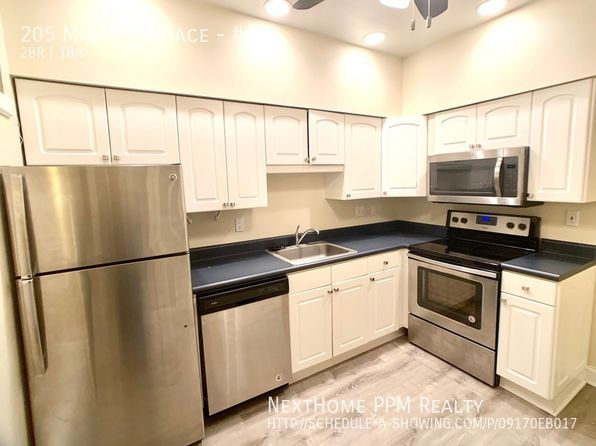 205 Place - #
2BR | 1BA
NextHome PPM Realty
http://schedule-a-showing.com/p/09170eb017